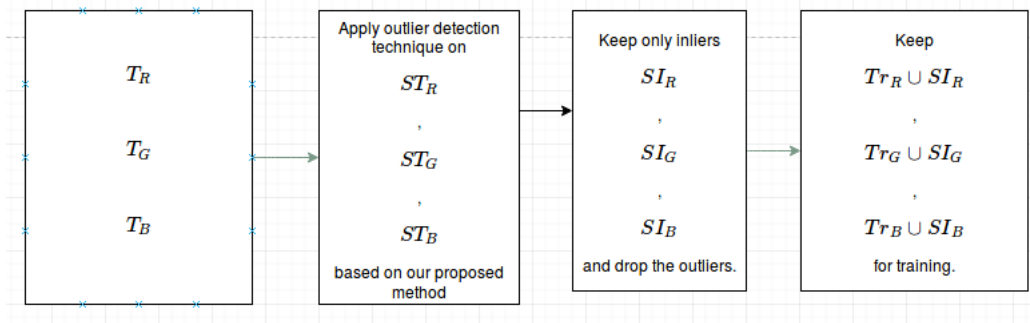 T_R
T_G
T_B
Apply outlier detection
technique on
ST_R
,
ST_G
,
ST_B
based on our proposed
method
Keep only inliers
SI_R
,
SI_G
,
SI_B
and drop the outliers.
Keep
Tr_R ∪ SI_R
,
Tr_G ∪ SI_G
,
Tr_B ∪ SI_B
for training.